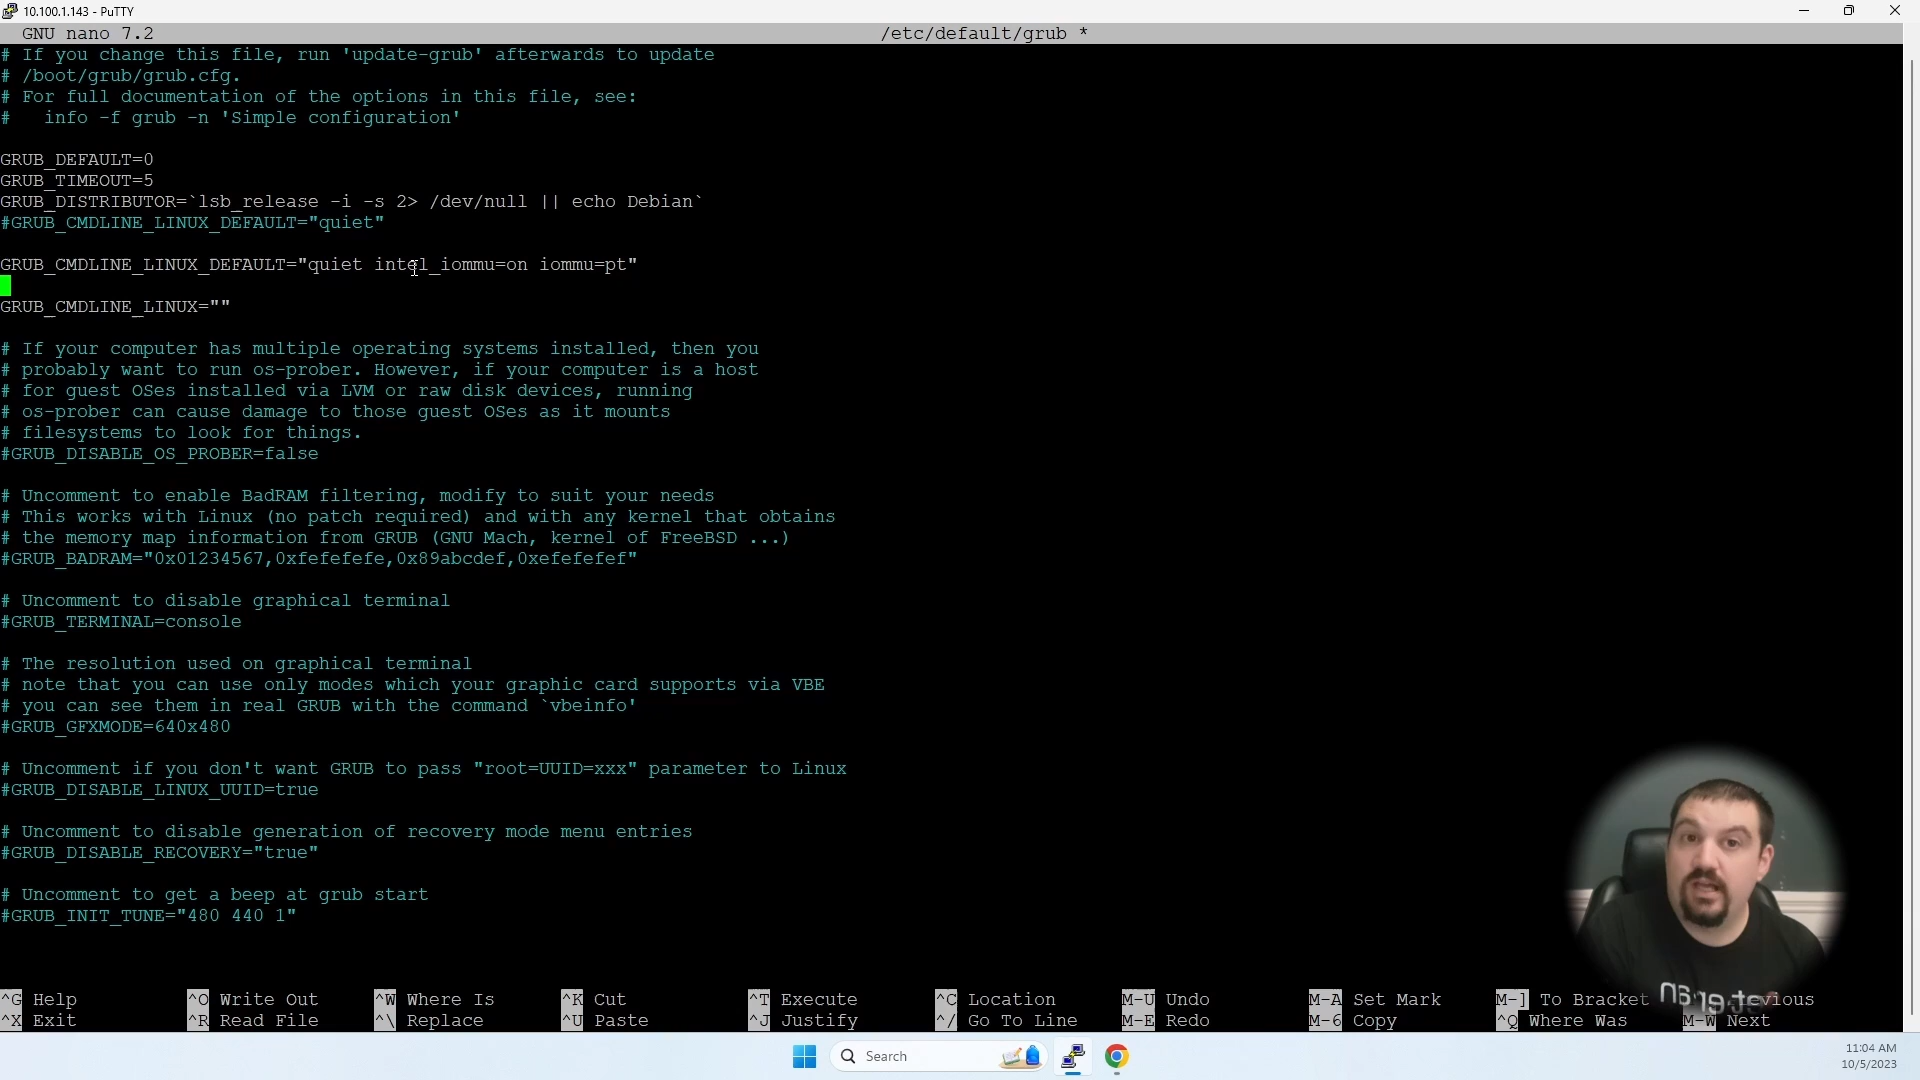 10.100.1.143 - PuTTY
GNU nano 7.2 /etc/default/grub *
# If you change this file, run 'update-grub' afterwards to update
# /boot/grub/grub.cfg.
# For full documentation of the options in this file, see:
#   info -f grub -n 'Simple configuration'
GRUB_DEFAULT=0
GRUB_TIMEOUT=5
GRUB_DISTRIBUTOR=`lsb_release -i -s 2> /dev/null || echo Debian`
#GRUB_CMDLINE_LINUX_DEFAULT="quiet"
GRUB_CMDLINE_LINUX_DEFAULT="quiet intel_iommu=on iommu=pt"
GRUB_CMDLINE_LINUX=""
# If your computer has multiple operating systems installed, then you
# probably want to run os-prober. However, if your computer is a host
# for guest OSes installed via LVM or raw disk devices, running
# os-prober can cause damage to those guest OSes as it mounts
# filesystems to look for things.
#GRUB_DISABLE_OS_PROBER=false
# Uncomment to enable BadRAM filtering, modify to suit your needs
# This works with Linux (no patch required) and with any kernel that obtains
# the memory map information from GRUB (GNU Mach, kernel of FreeBSD ...)
#GRUB_BADRAM="0x01234567,0xfefefefe,0x89abcdef,0xefefefef"
# Uncomment to disable graphical terminal
#GRUB_TERMINAL=console
# The resolution used on graphical terminal
# note that you can use only modes which your graphic card supports via VBE
# you can see them in real GRUB with the command `vbeinfo'
#GRUB_GFXMODE=640x480
# Uncomment if you don't want GRUB to pass "root=UUID=xxx" parameter to Linux
#GRUB_DISABLE_LINUX_UUID=true
# Uncomment to disable generation of recovery mode menu entries
#GRUB_DISABLE_RECOVERY="true"
# Uncomment to get a beep at grub start
#GRUB_INIT_TUNE="480 440 1"
^G Help ^O Write Out ^W Where Is ^K Cut ^T Execute ^C Location M-U Undo M-A Set Mark M-] To Bracket
^X Exit ^R Read File ^\ Replace ^U Paste ^J Justify ^/ Go To Line M-E Redo M-6 Copy ^Q Where Was M-W Next
Search
11:04 AM
10/5/2023